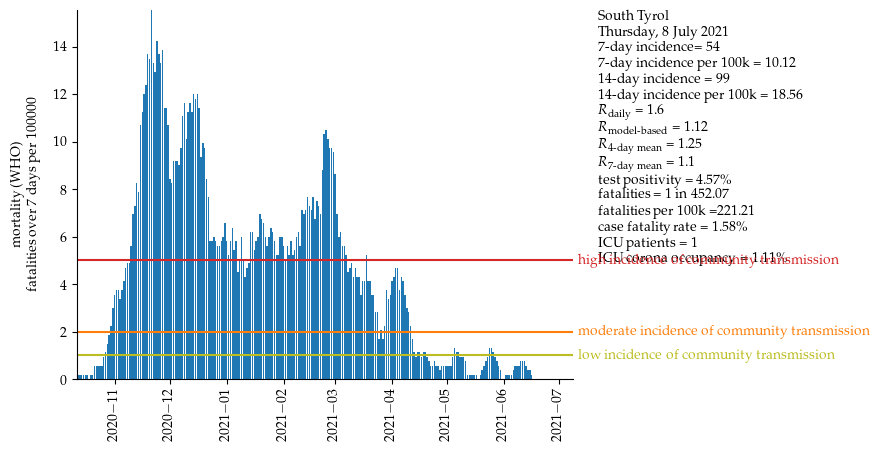 South Tyrol
Thursday, 8 July 2021
7-day incidence= 54
7-day incidence per 100k = 10.12
14-day incidence = 99
14-day incidence per 100k = 18.56
R daily = 1.6
R model-based = 1.12
R 4-day mean = 1.25
R 7-day mean = 1.1
test positivity = 4.57%
fatalities = 1 in 452.07
fatalities per 100k =221.21
case fatality rate = 1.58%
ICU patients = 1
ICU corona occupancy = 1.11%
high incidence of community transmission
moderate incidence of community transmission
low incidence of community transmission
mortality (WHO)
fatalities over 7 days per 100000
14
12
10
8
6
4
2
0
2020−11
2020−12
2021−01
2021−02
2021−03
2021−04
2021−05
2021−06
2021−07